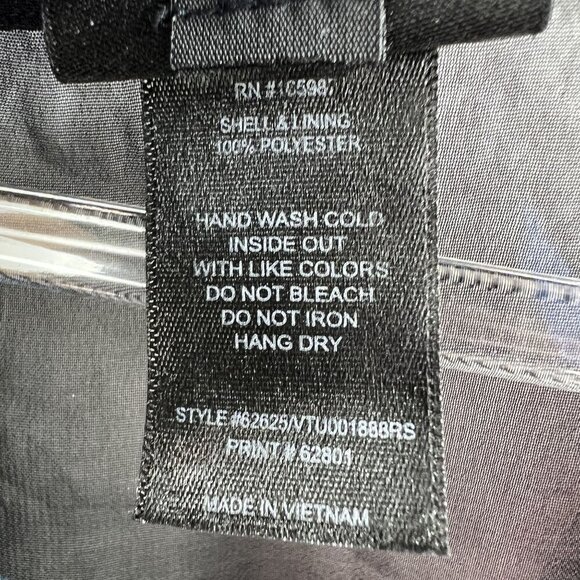 RN #
SHELL & LINING
100% POLYESTER
HAND WASH COLD
INSIDE OUT
WITH LIKE COLORS
DO NOT BLEACH
DO NOT IRON
HANG DRY
STYLE #62625/VTU001888RS
PRINT # 62801
MADE IN VIETNAM